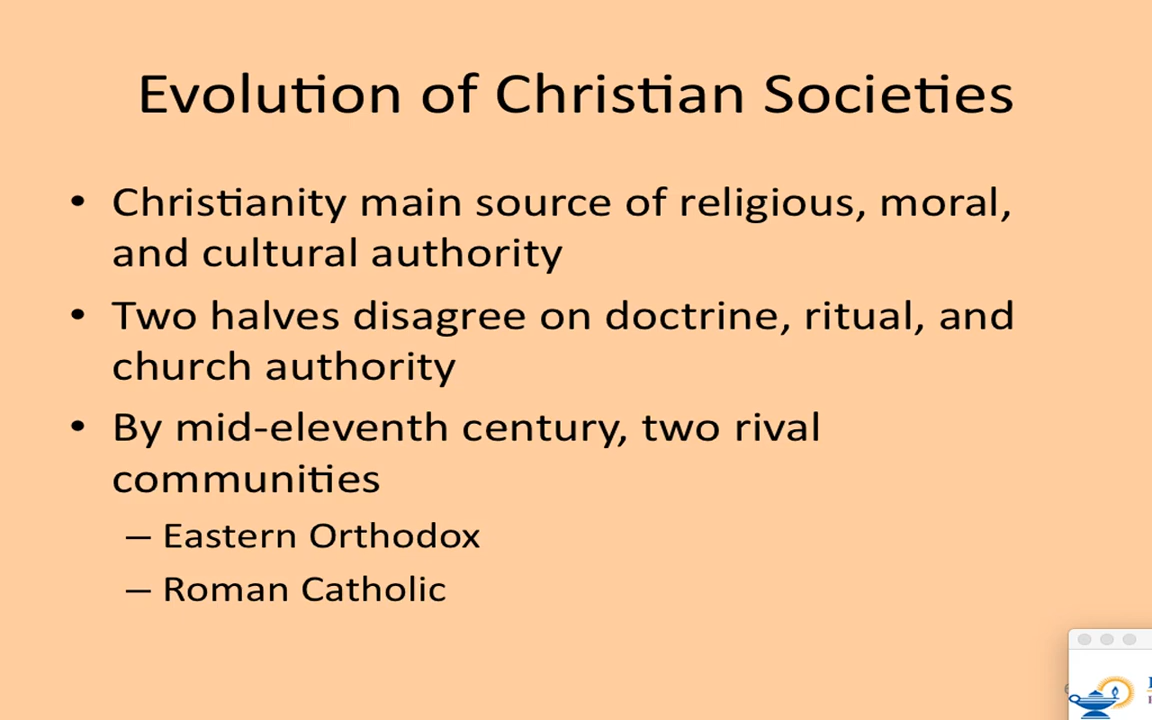 Evolution of Christian Societies
• Christianity main source of religious, moral,
and cultural authority
• Two halves disagree on doctrine, ritual, and
church authority
• By mid-eleventh century, two rival
communities
– Eastern Orthodox
– Roman Catholic